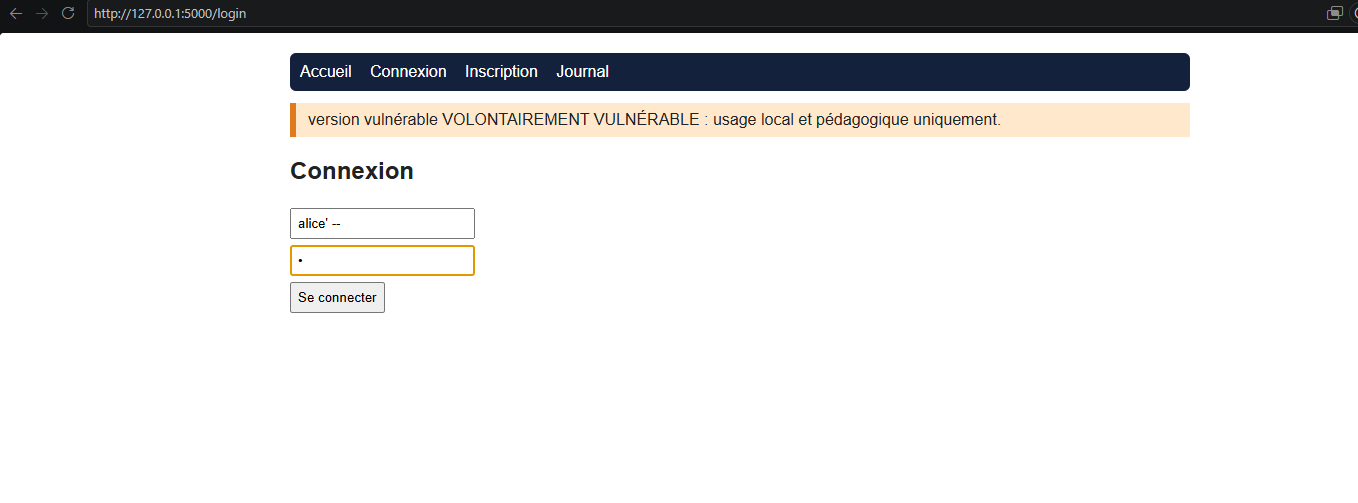 http://127.0.0.1:5000/login
Accueil Connexion Inscription Journal
version vulnérable VOLONTAIREMENT VULNÉRABLE : usage local et pédagogique uniquement.
Connexion
alice' --
•
Se connecter